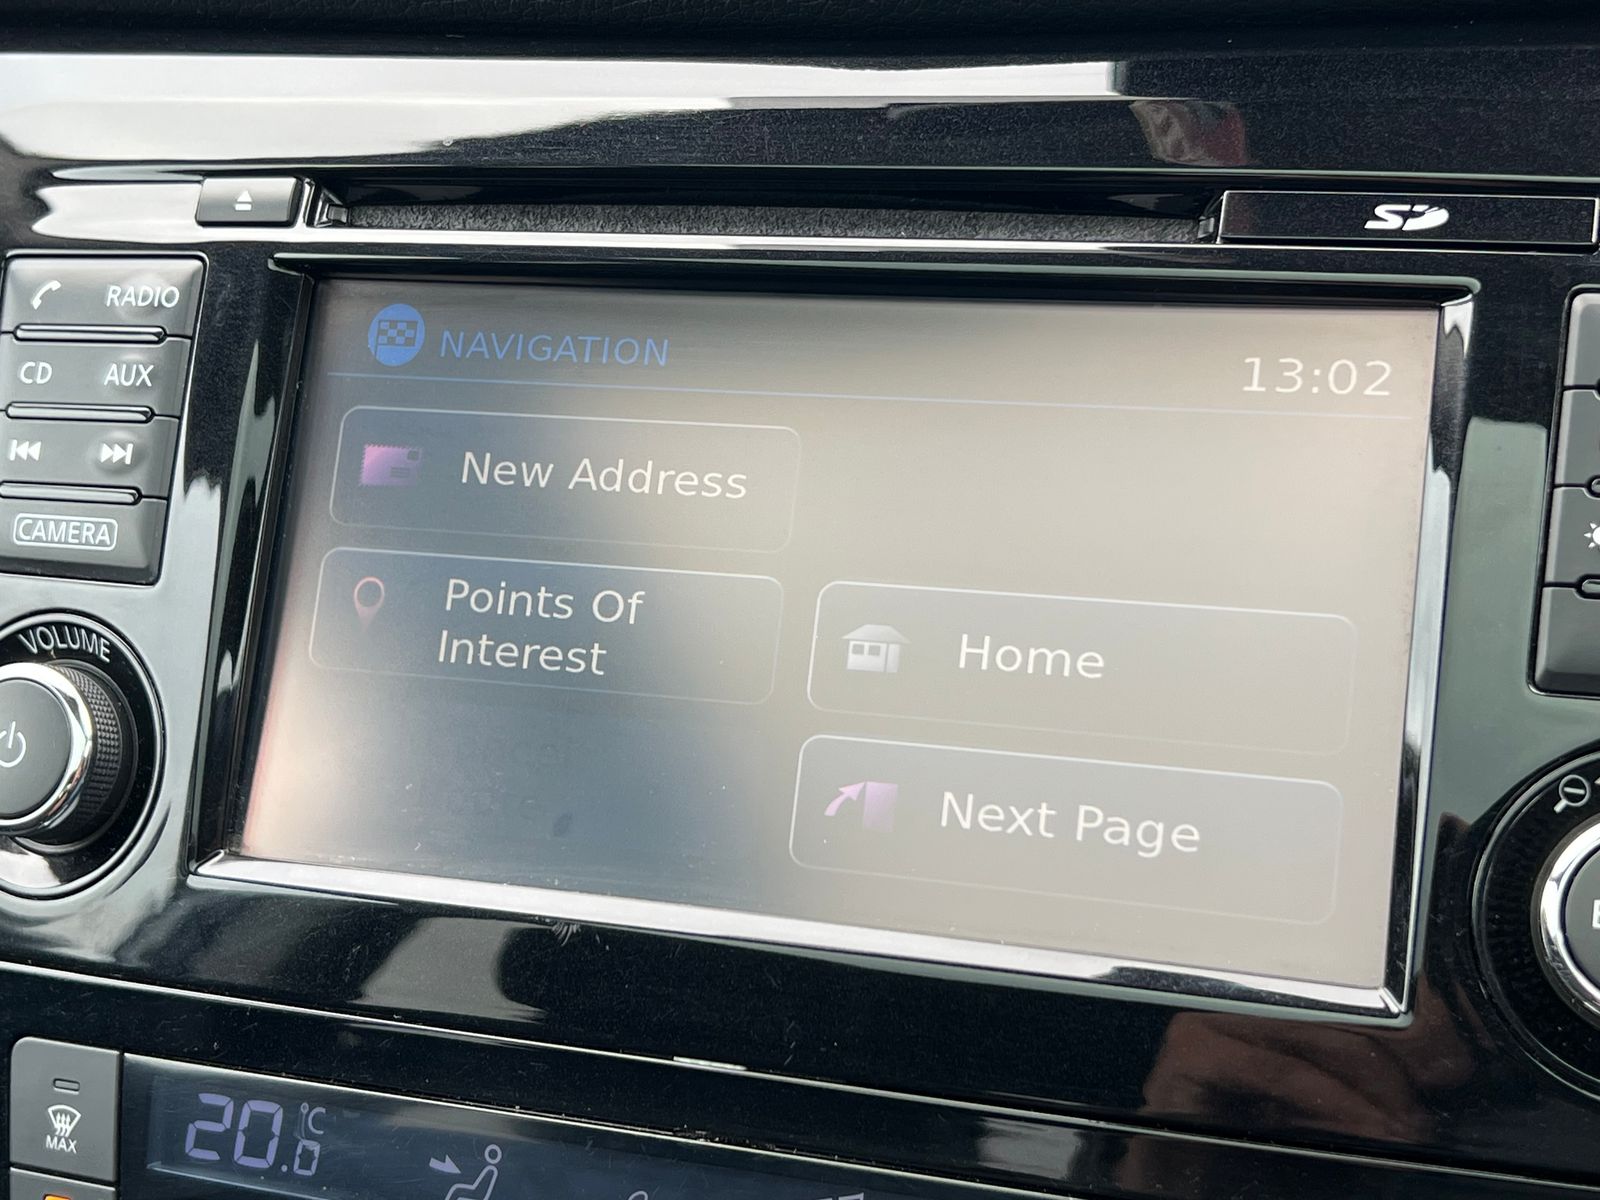 SD
RADIO
CD AUX
CAMERA
VOLUME
NAVIGATION
13:02
New Address
Points Of
Interest
Home
Next Page
MAX
20.0°C